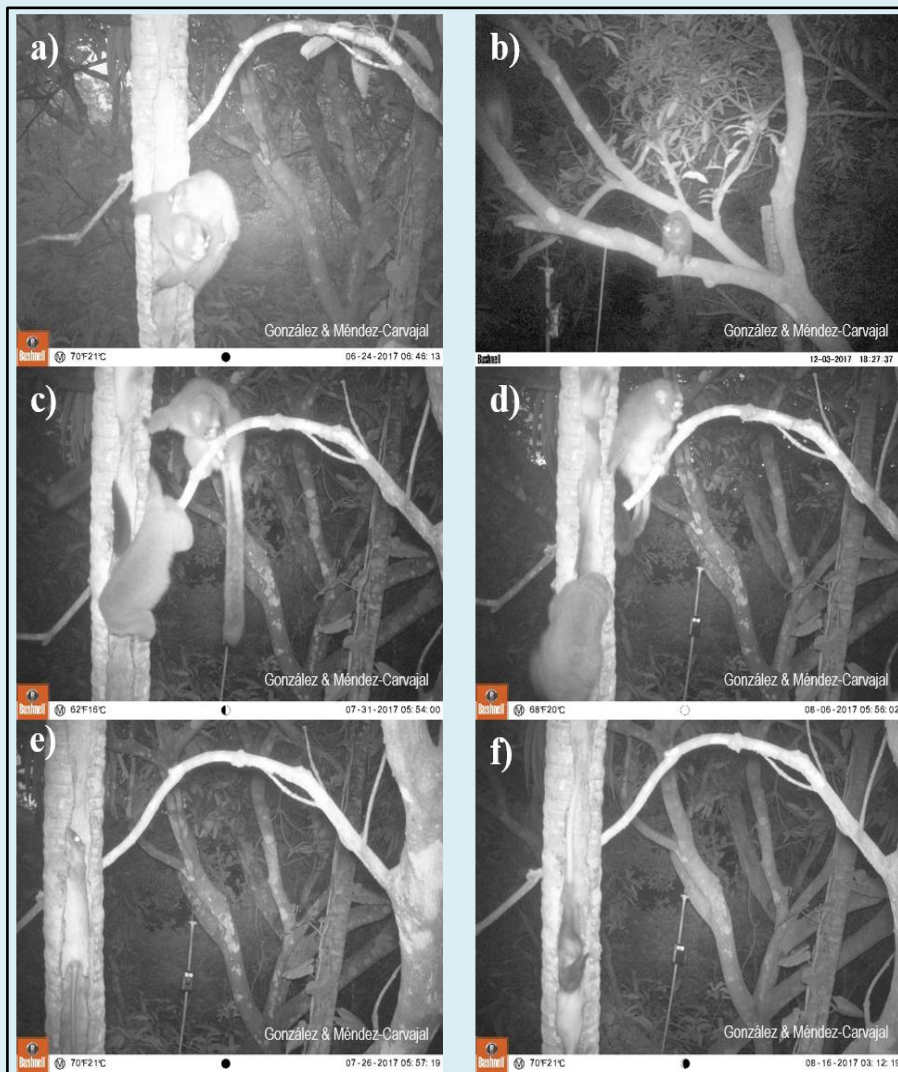 a)
González & Méndez-Carvajal
Bushnell M 70°F21°C 06-24-2017 06:46:13
b)
González & Méndez-Carvajal
Bushnell 12-03-2017 18:27:37
c)
González & Méndez-Carvajal
Bushnell M 62°F16°C 07-31-2017 05:54:00
d)
González & Méndez-Carvajal
Bushnell M 68°F20°C 08-06-2017 05:56:02
e)
González & Méndez-Carvajal
Bushnell M 70°F21°C 07-26-2017 05:57:19
f)
González & Méndez-Carvajal
Bushnell M 70°F21°C 08-16-2017 03:12:19